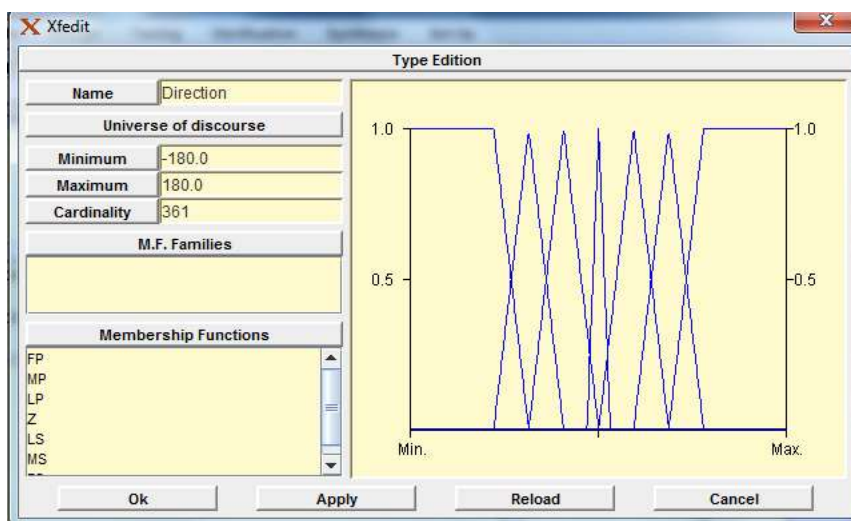 Xfedit
Type Edition
Name Direction
Universe of discourse
Minimum -180.0
Maximum 180.0
Cardinality 361
M.F. Families
Membership Functions
FP
MP
LP
Z
LS
MS
1.0 1.0
0.5 0.5
Min. Max.
Ok Apply Reload Cancel